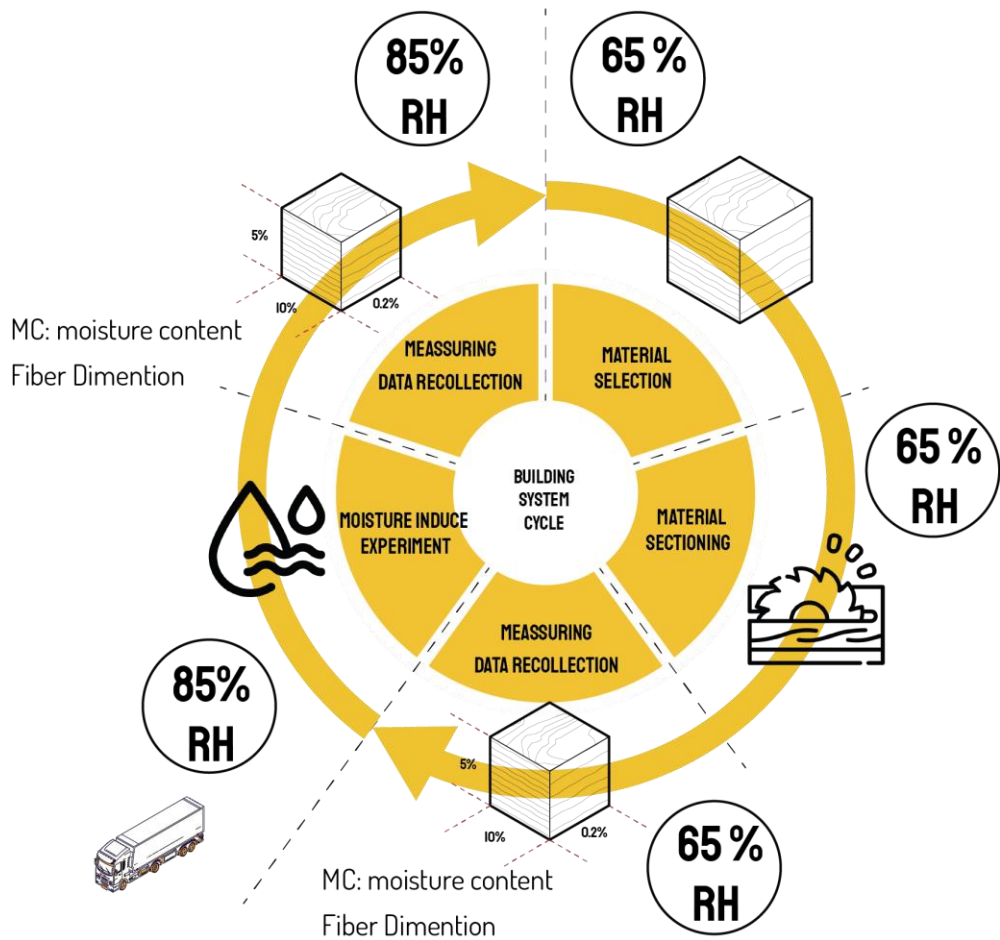 85%
RH
65 %
RH
5%
10%
0.2%
MC: moisture content
Fiber Dimention
MEASSURING
DATA RECOLLECTION
MATERIAL
SELECTION
65 %
RH
BUILDING
SYSTEM
CYCLE
MOISTURE INDUCE
EXPERIMENT
MATERIAL
SECTIONING
MEASSURING
DATA RECOLLECTION
85%
RH
5%
10%
0.2%
65 %
RH
MC: moisture content
Fiber Dimention